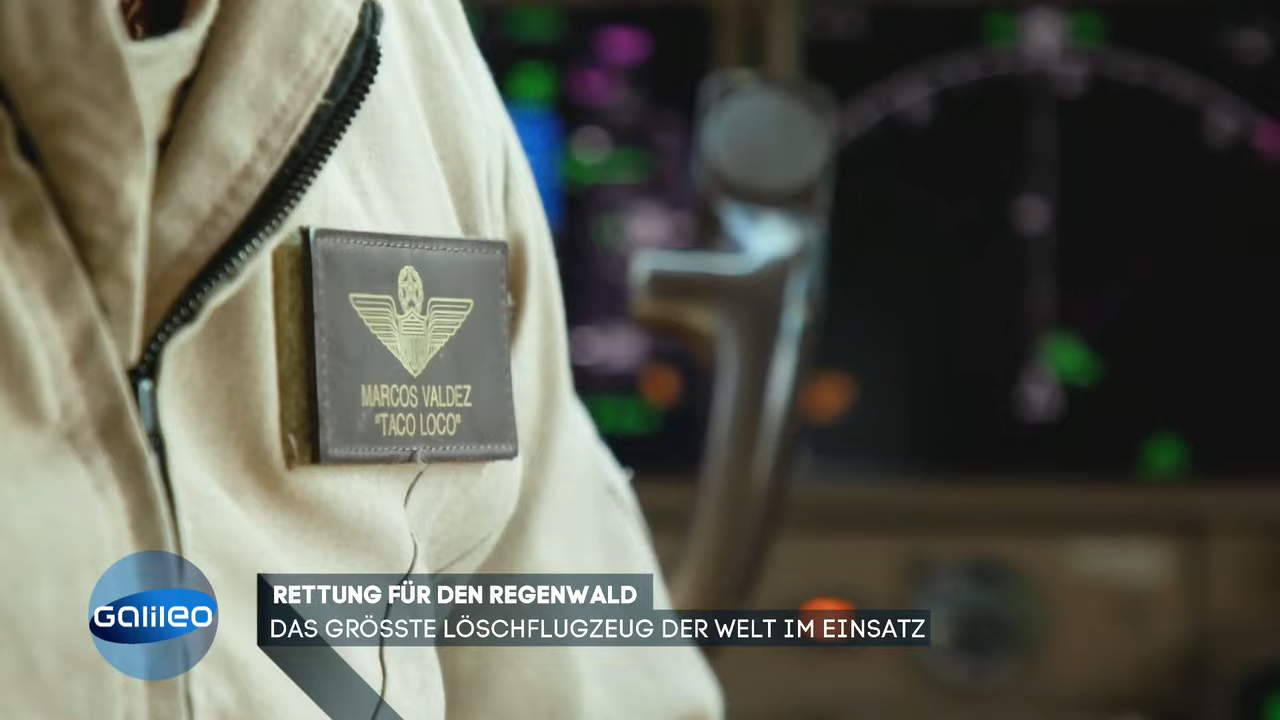 MARCOS VALDEZ
"TACO LOCO"
Galileo
RETTUNG FÜR DEN REGENWALD
DAS GRÖSSTE LÖSCHFLUGZEUG DER WELT IM EINSATZ